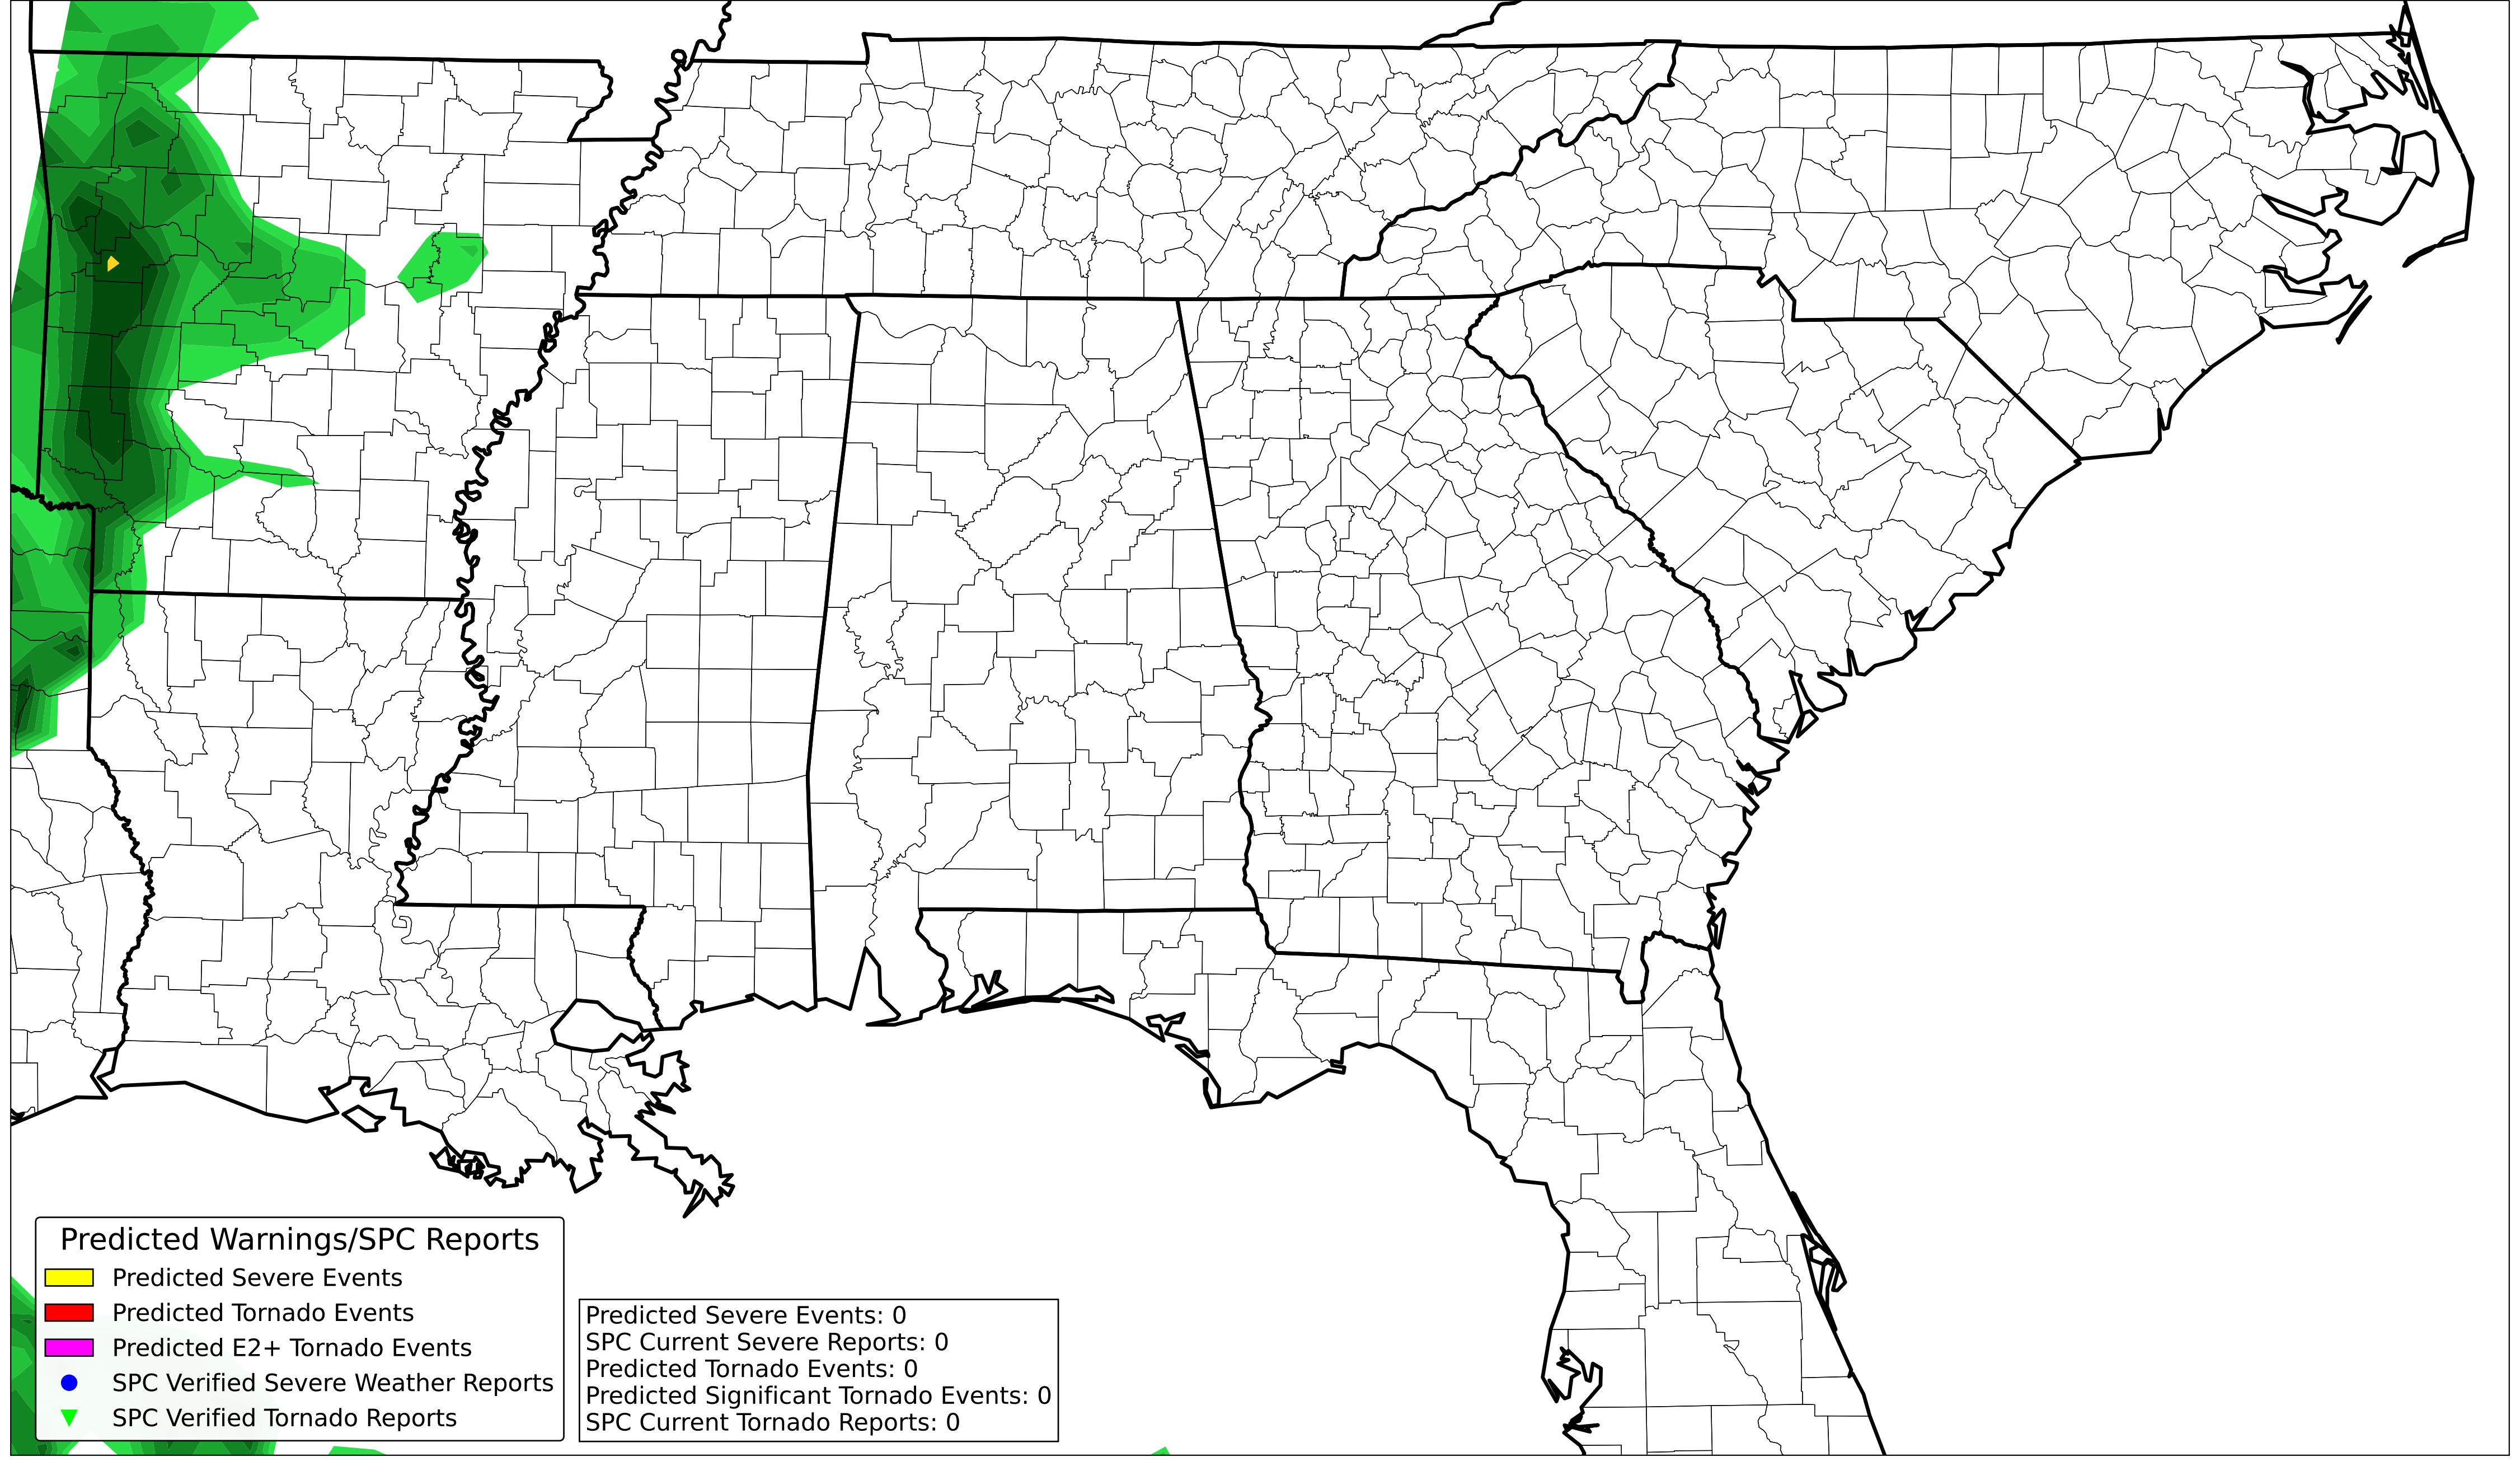 Predicted Warnings/SPC Reports
Predicted Severe Events
Predicted Tornado Events
Predicted E2+ Tornado Events
SPC Verified Severe Weather Reports
SPC Verified Tornado Reports
Predicted Severe Events: 0
SPC Current Severe Reports: 0
Predicted Tornado Events: 0
Predicted Significant Tornado Events: 0
SPC Current Tornado Reports: 0